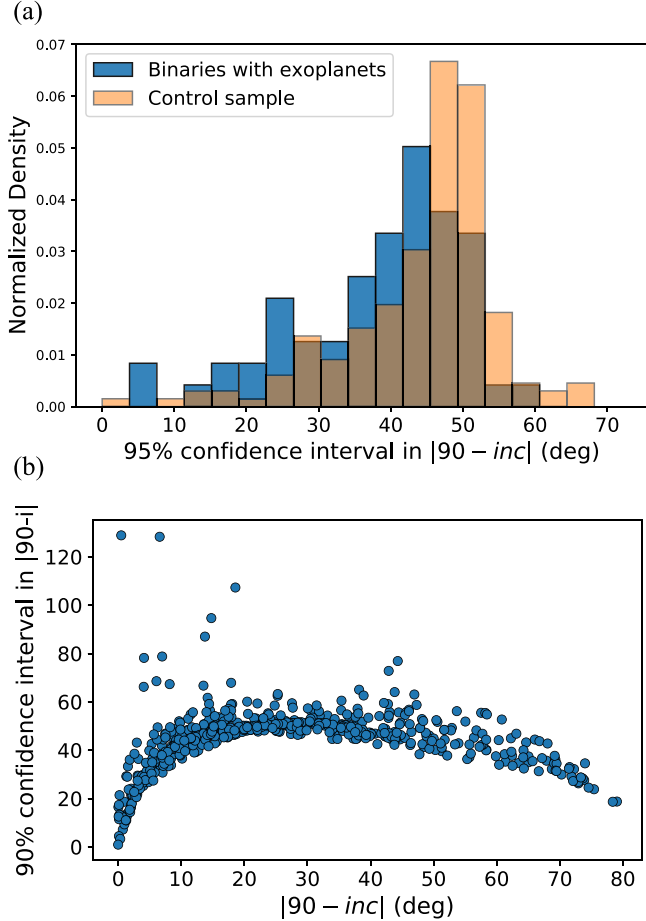 (a)
0.07
0.06
0.05
0.04
0.03
0.02
0.01
0.00
Normalized Density
Binaries with exoplanets
Control sample
0 10 20 30 40 50 60 70
95% confidence interval in |90 − inc| (deg)
(b)
120
100
80
60
40
20
0
90% confidence interval in |90-i|
0 10 20 30 40 50 60 70 80
|90 − inc| (deg)